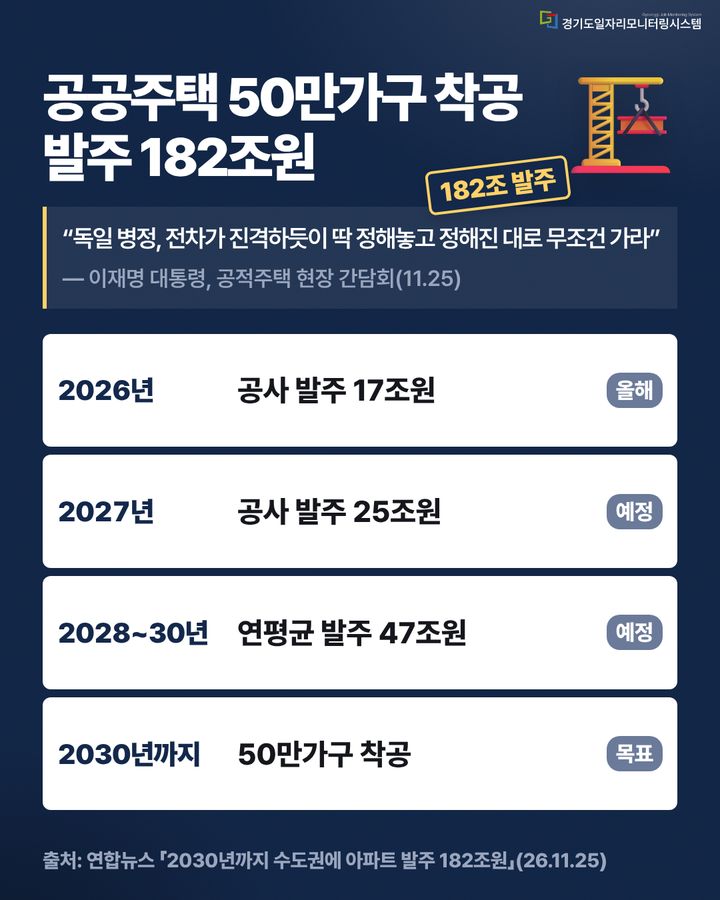 경기도일자리모니터링시스템
공공주택 50만가구 착공
발주 182조원
182조 발주
“독일 병정, 전차가 진격하듯이 딱 정해놓고 정해진 대로 무조건 가라”
— 이재명 대통령, 공적주택 현장 간담회(11.25)
2026년 공사 발주 17조원 올해
2027년 공사 발주 25조원 예정
2028~30년 연평균 발주 47조원 예정
2030년까지 50만가구 착공 목표
출처: 연합뉴스 「2030년까지 수도권에 아파트 발주 182조원」(26.11.25)